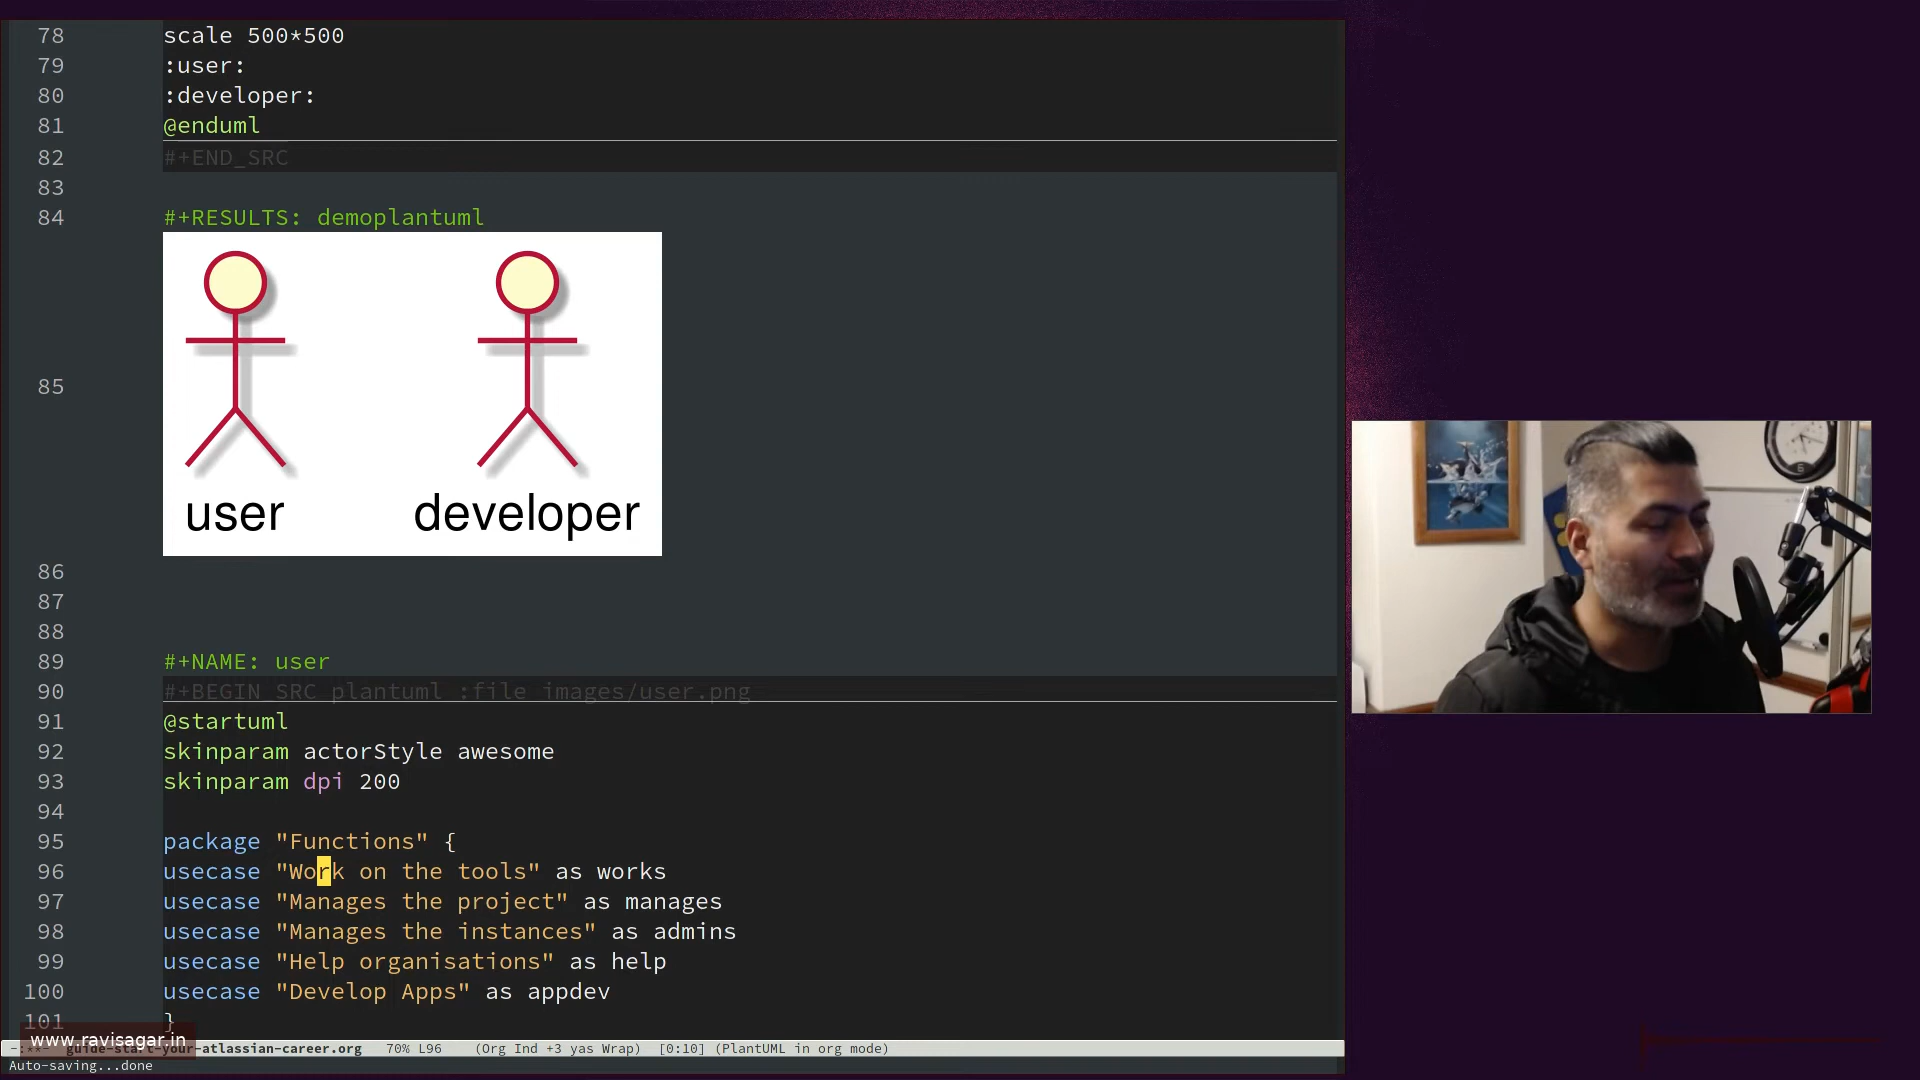 78 scale 500*500
79 :user:
80 :developer:
81 @enduml
82 #+END_SRC
83
84 #+RESULTS: demoplantuml
user developer
85
86
87
88
89 #+NAME: user
90 #+BEGIN_SRC plantuml :file images/user.png
91 @startuml
92 skinparam actorStyle awesome
93 skinparam dpi 200
94
95 package "Functions" {
96 usecase "Work on the tools" as works
97 usecase "Manages the project" as manages
98 usecase "Manages the instances" as admins
99 usecase "Help organisations" as help
100 usecase "Develop Apps" as appdev
101 }
www.ravisagar.in
-:**- guide-start-your-atlassian-career.org 70% L96 (Org Ind +3 yas Wrap) [0:10] (PlantUML in org mode)
Auto-saving...done